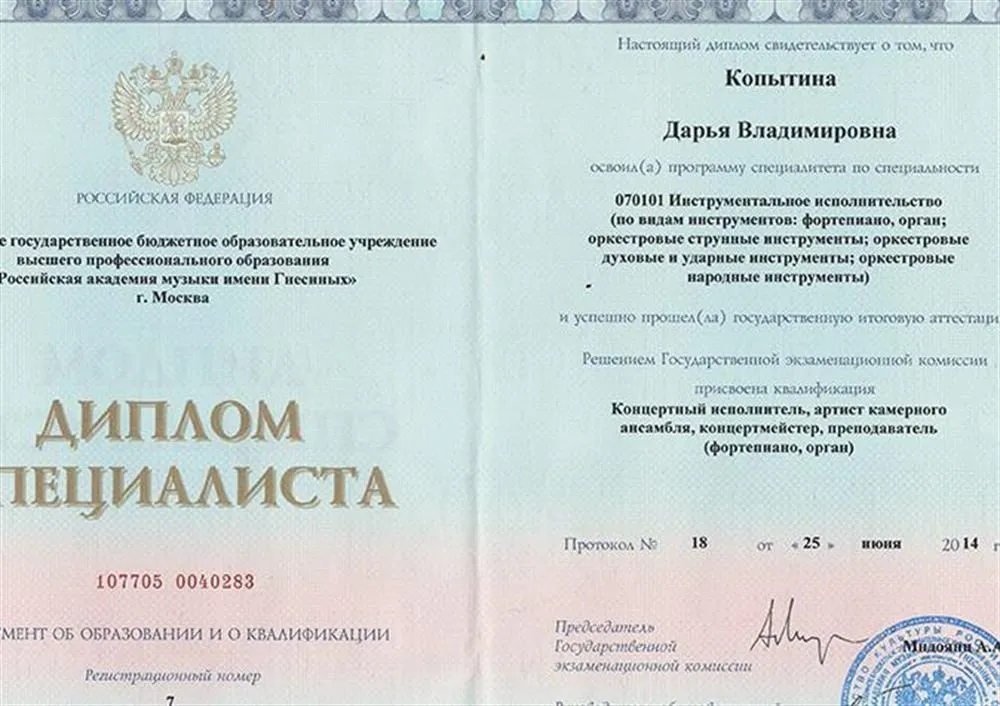 РОССИЙСКАЯ ФЕДЕРАЦИЯ
е государственное бюджетное образовательное учреждение
высшего профессионального образования
Российская академия музыки имени Гнесиных»
г. Москва
ДИПЛОМ
ПЕЦИАЛИСТА
107705 0040283
МЕНТ ОБ ОБРАЗОВАНИИ И О КВАЛИФИКАЦИИ
Регистрационный номер
7
Настоящий диплом свидетельствует о том, что
Копытина
Дарья Владимировна
освоил(а) программу специалитета по специальности
070101 Инструментальное исполнительство
(по видам инструментов: фортепиано, орган;
оркестровые струнные инструменты; оркестровые
духовые и ударные инструменты; оркестровые
народные инструменты)
и успешно прошел(ла) государственную итоговую аттестаци
Решением Государственной экзаменационной комиссии
присвоена квалификация
Концертный исполнитель, артист камерного
ансамбля, концертмейстер, преподаватель
(фортепиано, орган)
Протокол № 18 от « 25 » июня 2014 г
Председатель
Государственной
экзаменационной комиссии
Мидоянц А.А